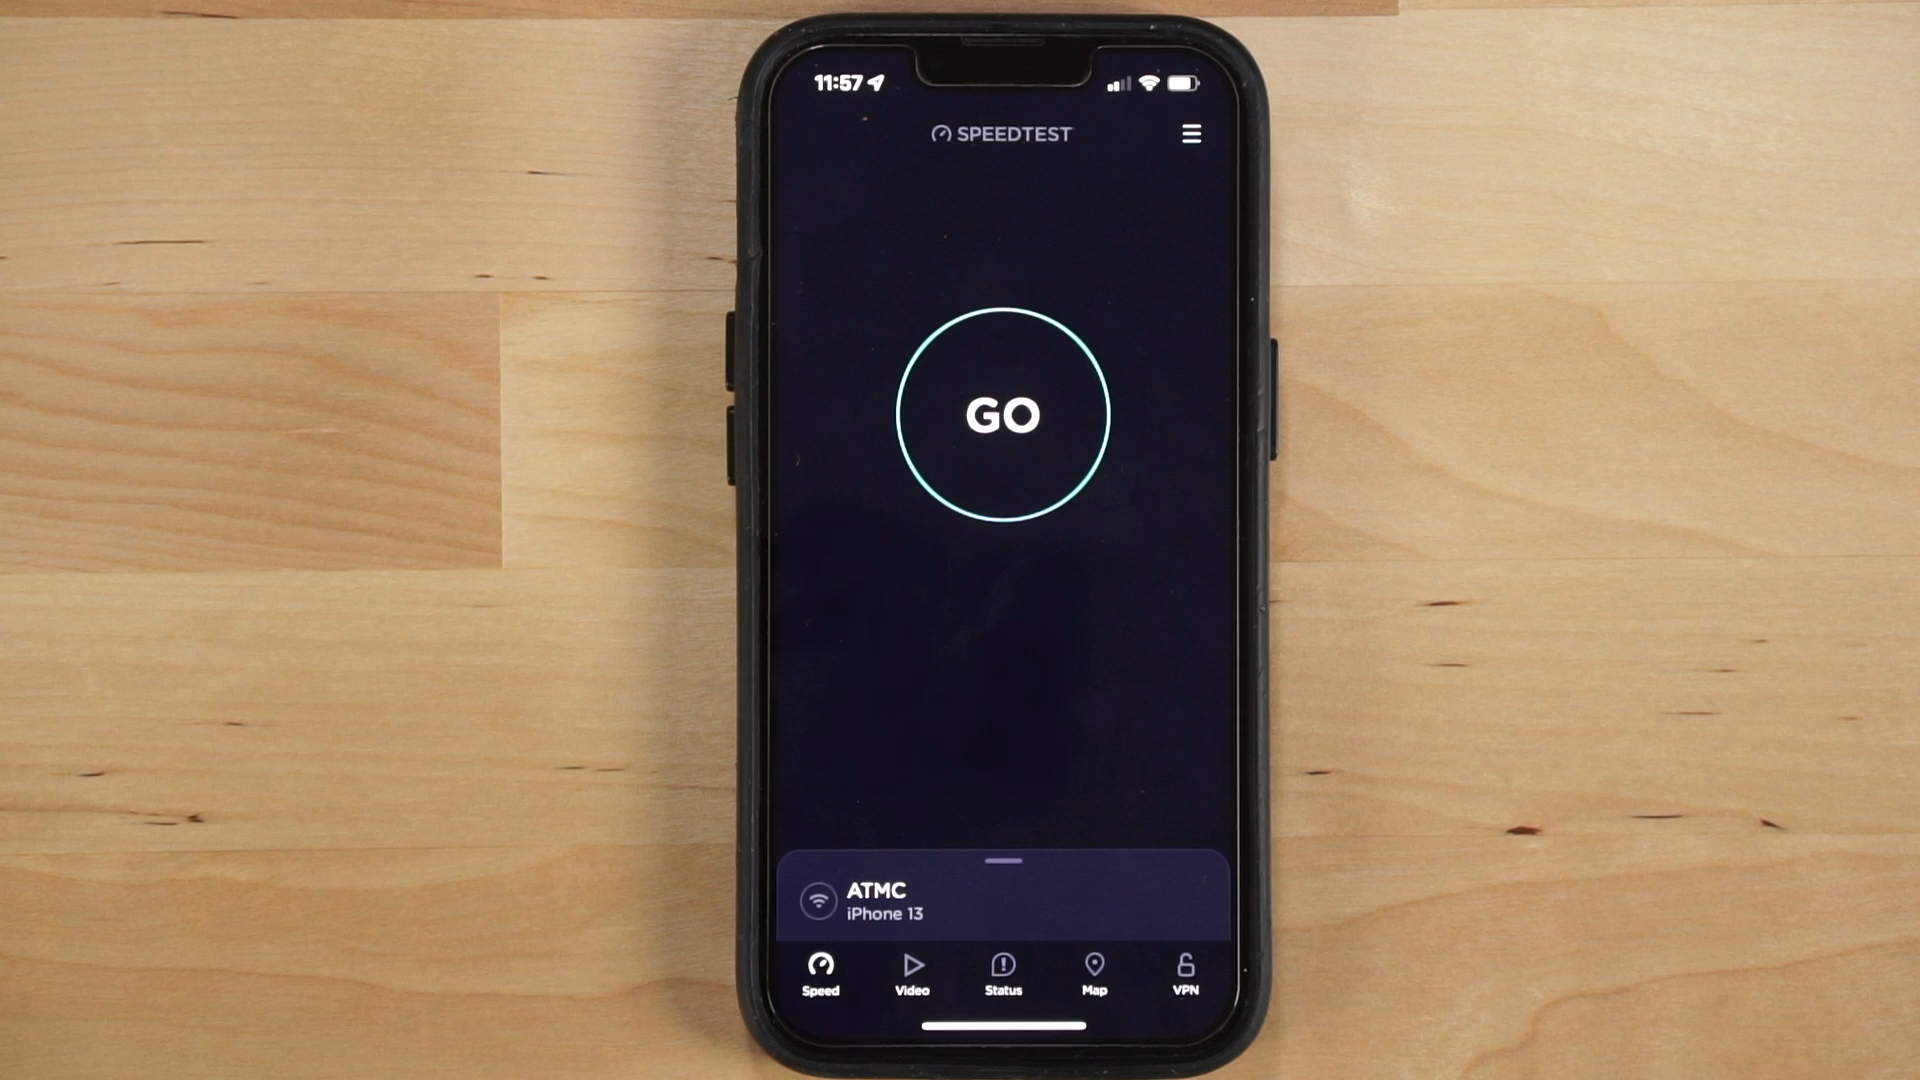 11:57
SPEEDTEST
GO
ATMC
iPhone 13
Speed
Video
Status
Map
VPN